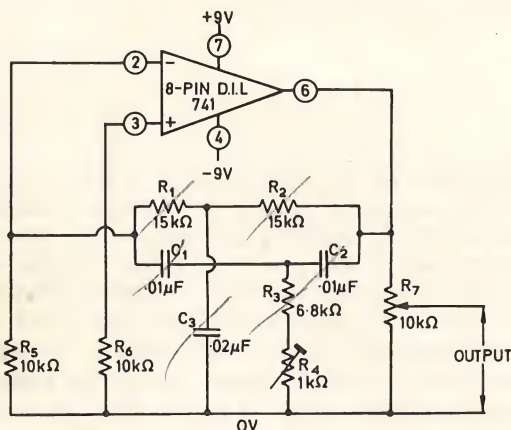 +9V
7
2
−
8-PIN D.I.L
741
6
3
+
4
-9V
R1
15kΩ
R2
15kΩ
C1
.01µF
C2
.01µF
R3
6·8kΩ
R7
10kΩ
C3
.02µF
R5
10kΩ
R6
10kΩ
R4
1kΩ
OUTPUT
0V